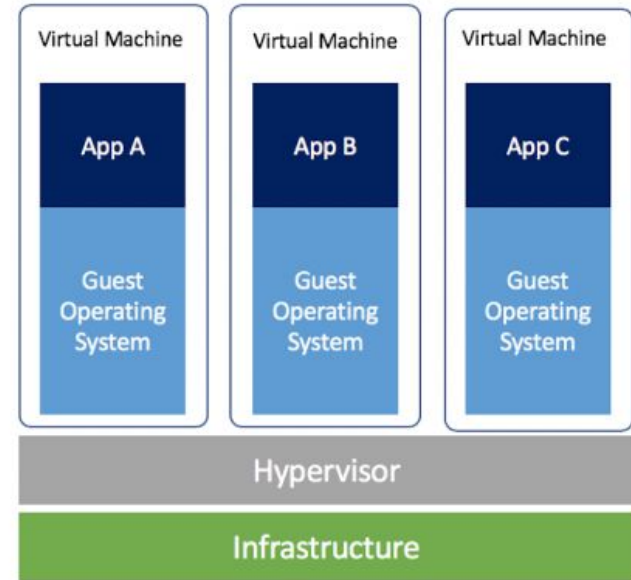 Virtual Machine
Virtual Machine
Virtual Machine
App A
App B
App C
Guest
Operating
System
Guest
Operating
System
Guest
Operating
System
Hypervisor
Infrastructure